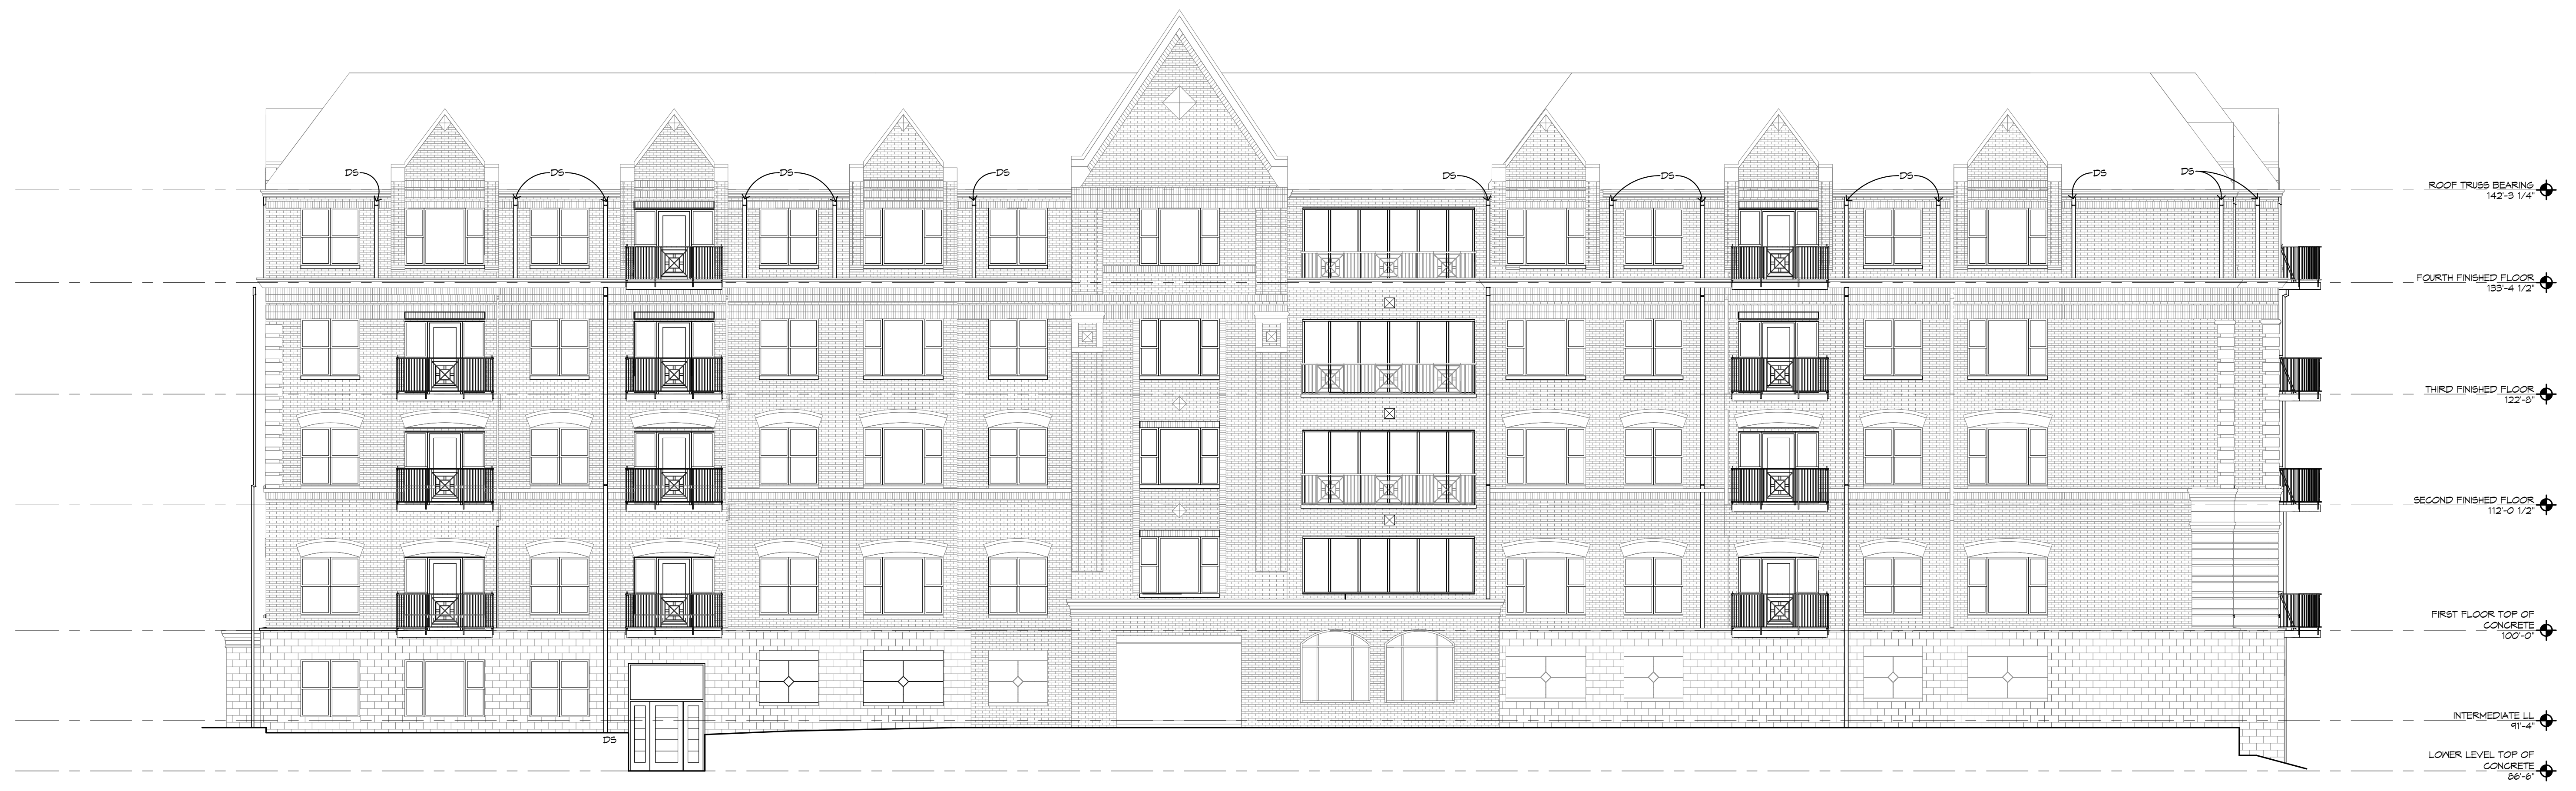 DS
DS
DS
DS
DS
DS
DS
DS
DS
ROOF TRUSS BEARING
142'-3 1/4"
FOURTH FINISHED FLOOR
133'-4 1/2"
THIRD FINISHED FLOOR
122'-8"
SECOND FINISHED FLOOR
112'-0 1/2"
FIRST FLOOR TOP OF
CONCRETE
100'-0"
INTERMEDIATE LL
91'-4"
DS
LOWER LEVEL TOP OF
CONCRETE
86'-6"